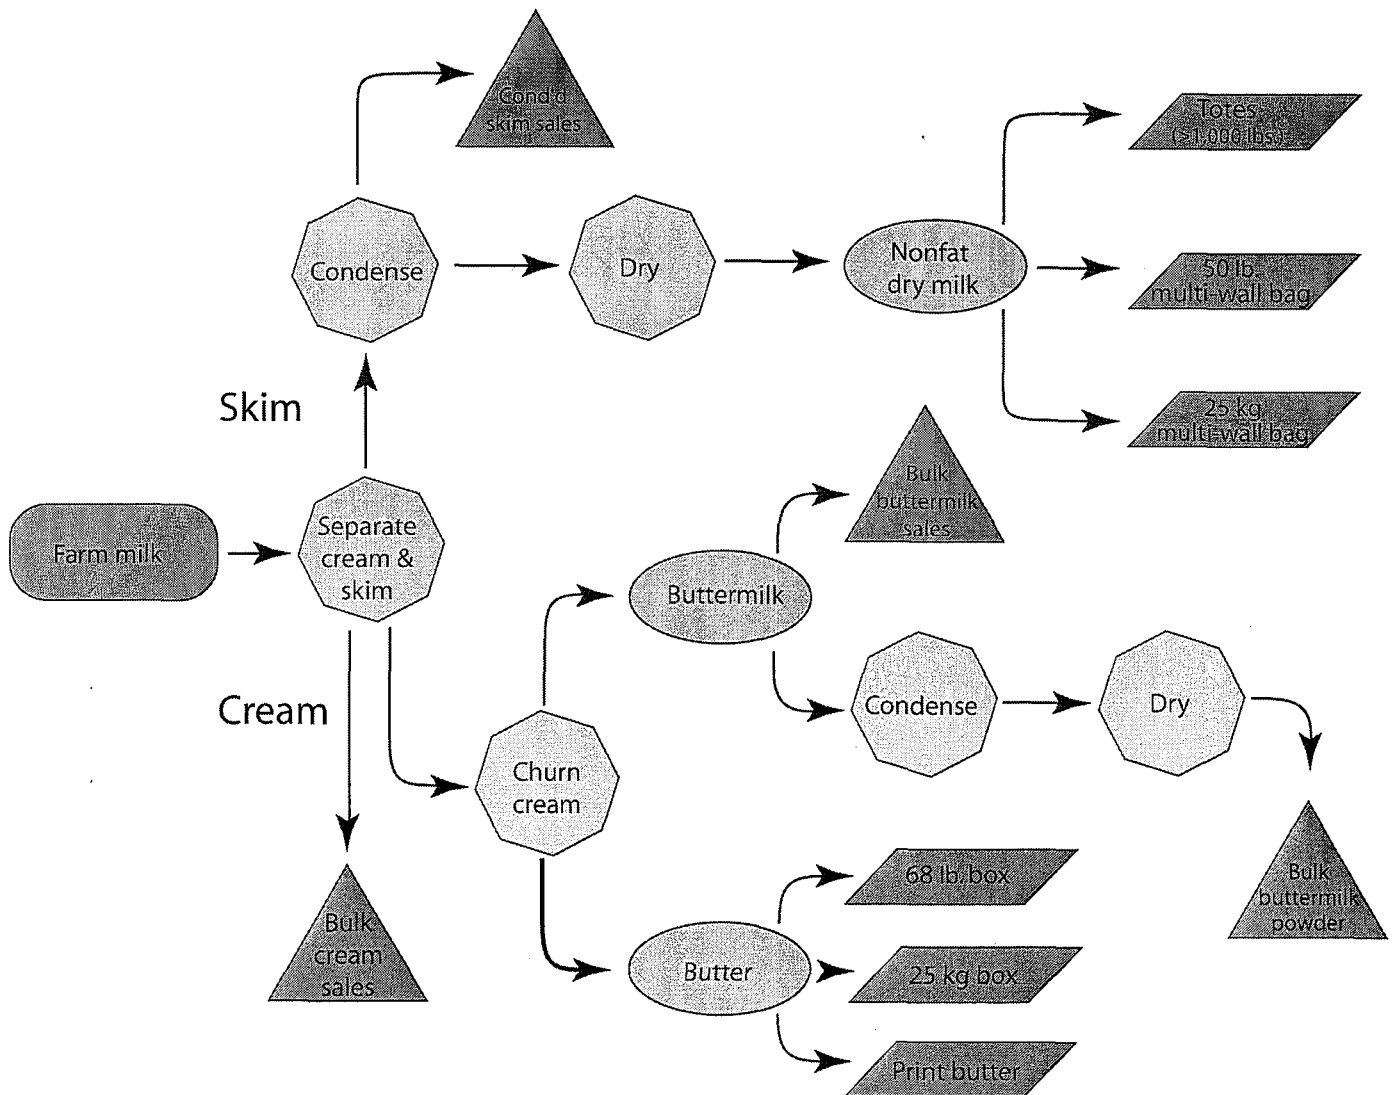 Cond'd
skim sales
Totes
(>1,000 lbs.)
Condense
Dry
Nonfat
dry milk
50 lb.
multi-wall bag
Skim
25 kg
multi-wall bag
Farm milk
Separate
cream &
skim
Bulk
buttermilk
sales
Buttermilk
Cream
Condense
Dry
Churn
cream
68 lb. box
Bulk
buttermilk
powder
Bulk
cream
sales
Butter
25 kg box
Print butter